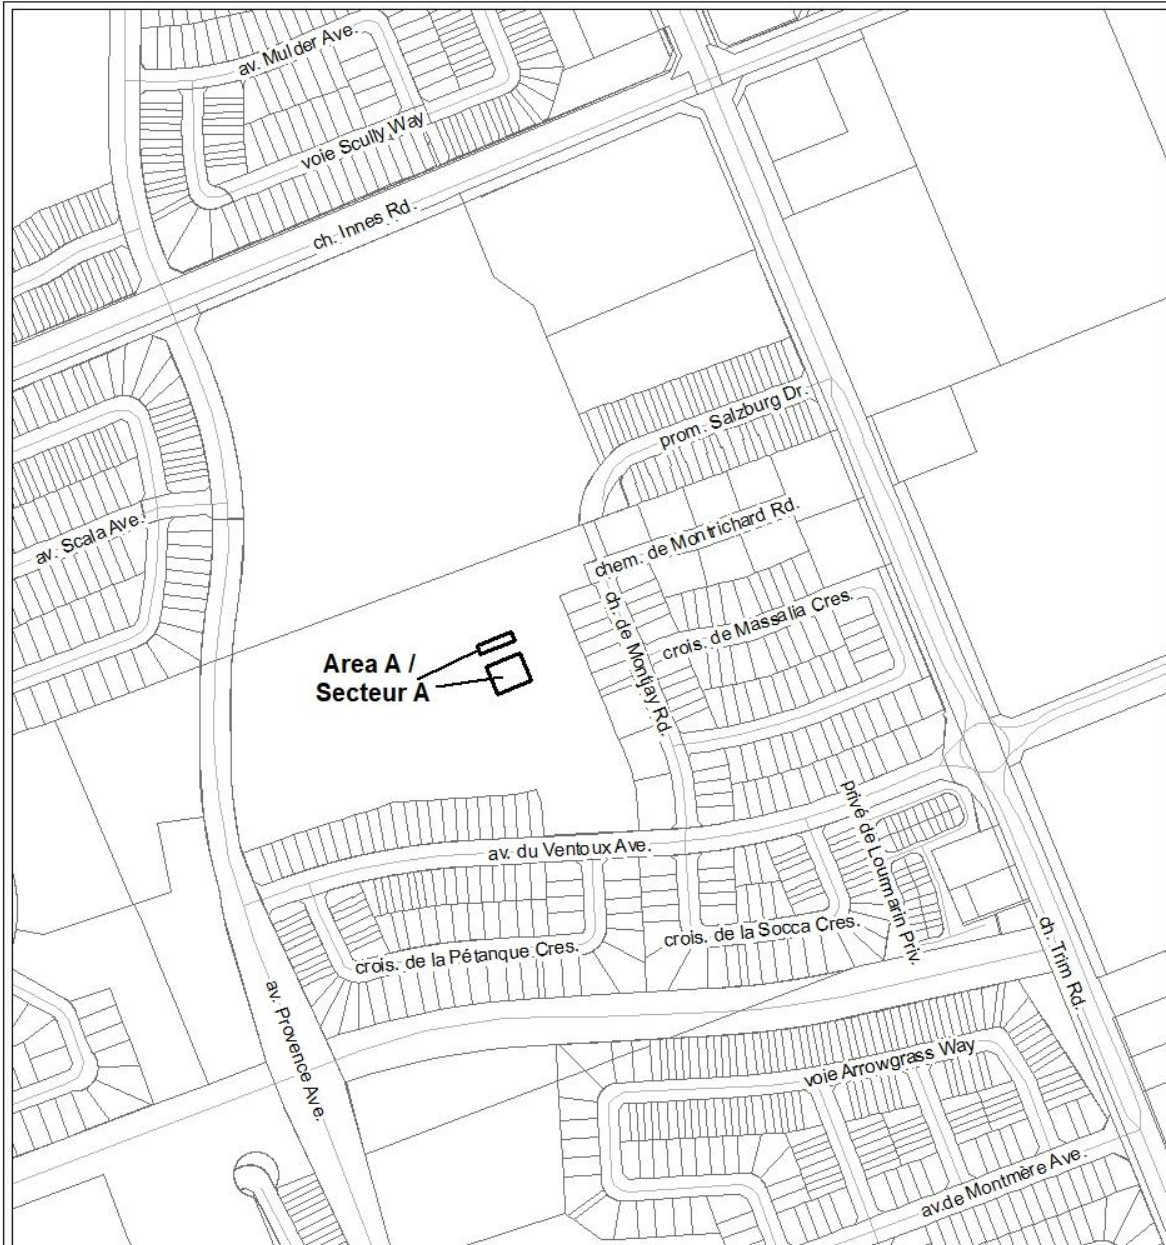 av. Mulder Ave.
voie Scully Way
ch. Innes Rd.
prom. Salzburg Dr.
av. Scala Ave.
chem. de Montrichard Rd.
ch. de Montjay Rd.
crois. de Massalia Cres.
Area A /
Secteur A
privé de Lourmarin Priv.
av. du Ventoux Ave.
crois. de la Socca Cres.
crois. de la Pétanque Cres.
ch. Trim Rd.
av. Provence Ave.
voie Arrowgrass Way
av.de Montmère Ave.